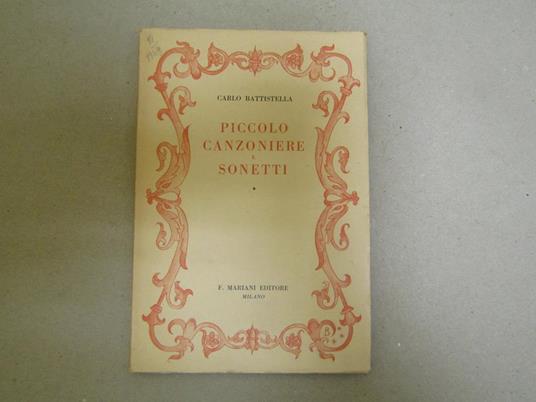 CARLO BATTISTELLA
PICCOLO
CANZONIERE
E
SONETTI
F. MARIANI EDITORE
MILANO